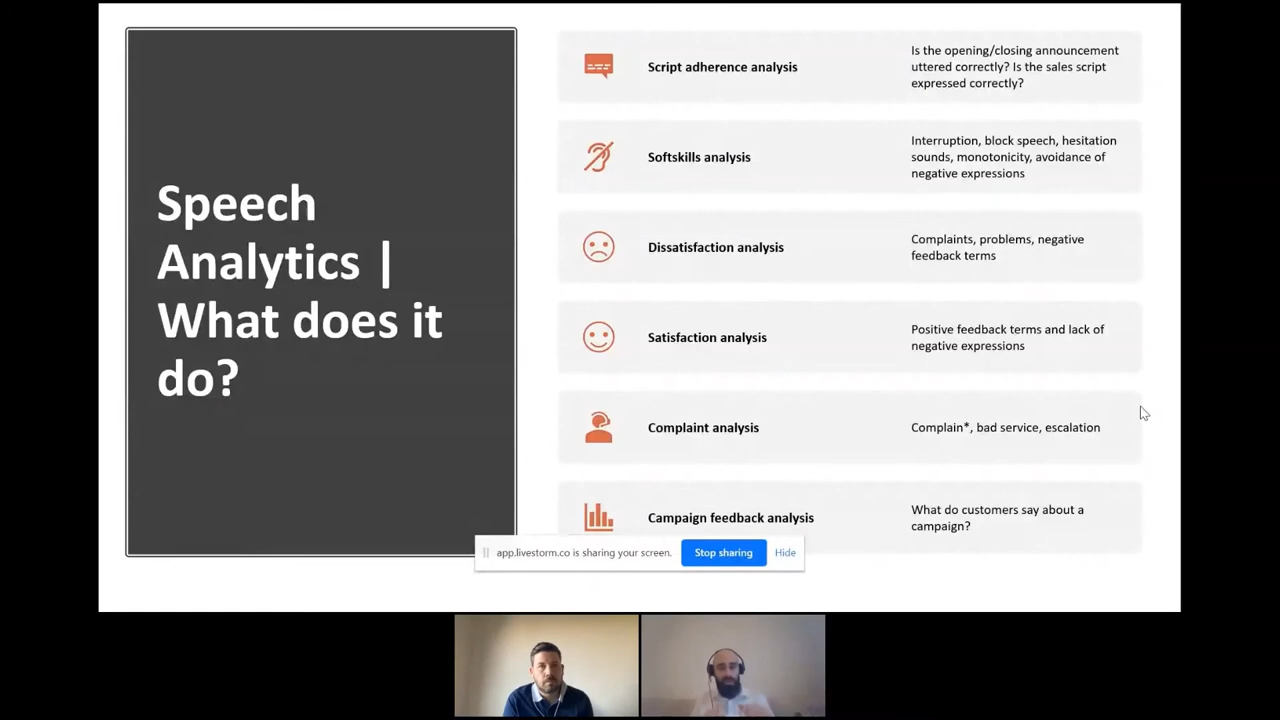 Speech
Analytics |
What does it
do?
Script adherence analysis
Is the opening/closing announcement
uttered correctly? Is the sales script
expressed correctly?
Softskills analysis
Interruption, block speech, hesitation
sounds, monotonicity, avoidance of
negative expressions
Dissatisfaction analysis
Complaints, problems, negative
feedback terms
Satisfaction analysis
Positive feedback terms and lack of
negative expressions
Complaint analysis
Complain*, bad service, escalation
Campaign feedback analysis
What do customers say about a
campaign?
app.livestorm.co is sharing your screen.
Stop sharing
Hide